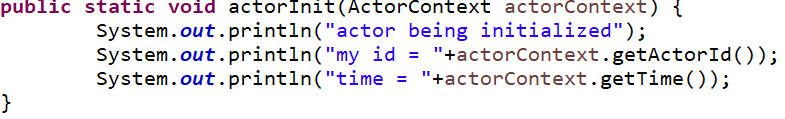 public static void actorInit(ActorContext actorContext) {
        System.out.println("actor being initialized");
        System.out.println("my id = "+actorContext.getActorId());
        System.out.println("time = "+actorContext.getTime());
}